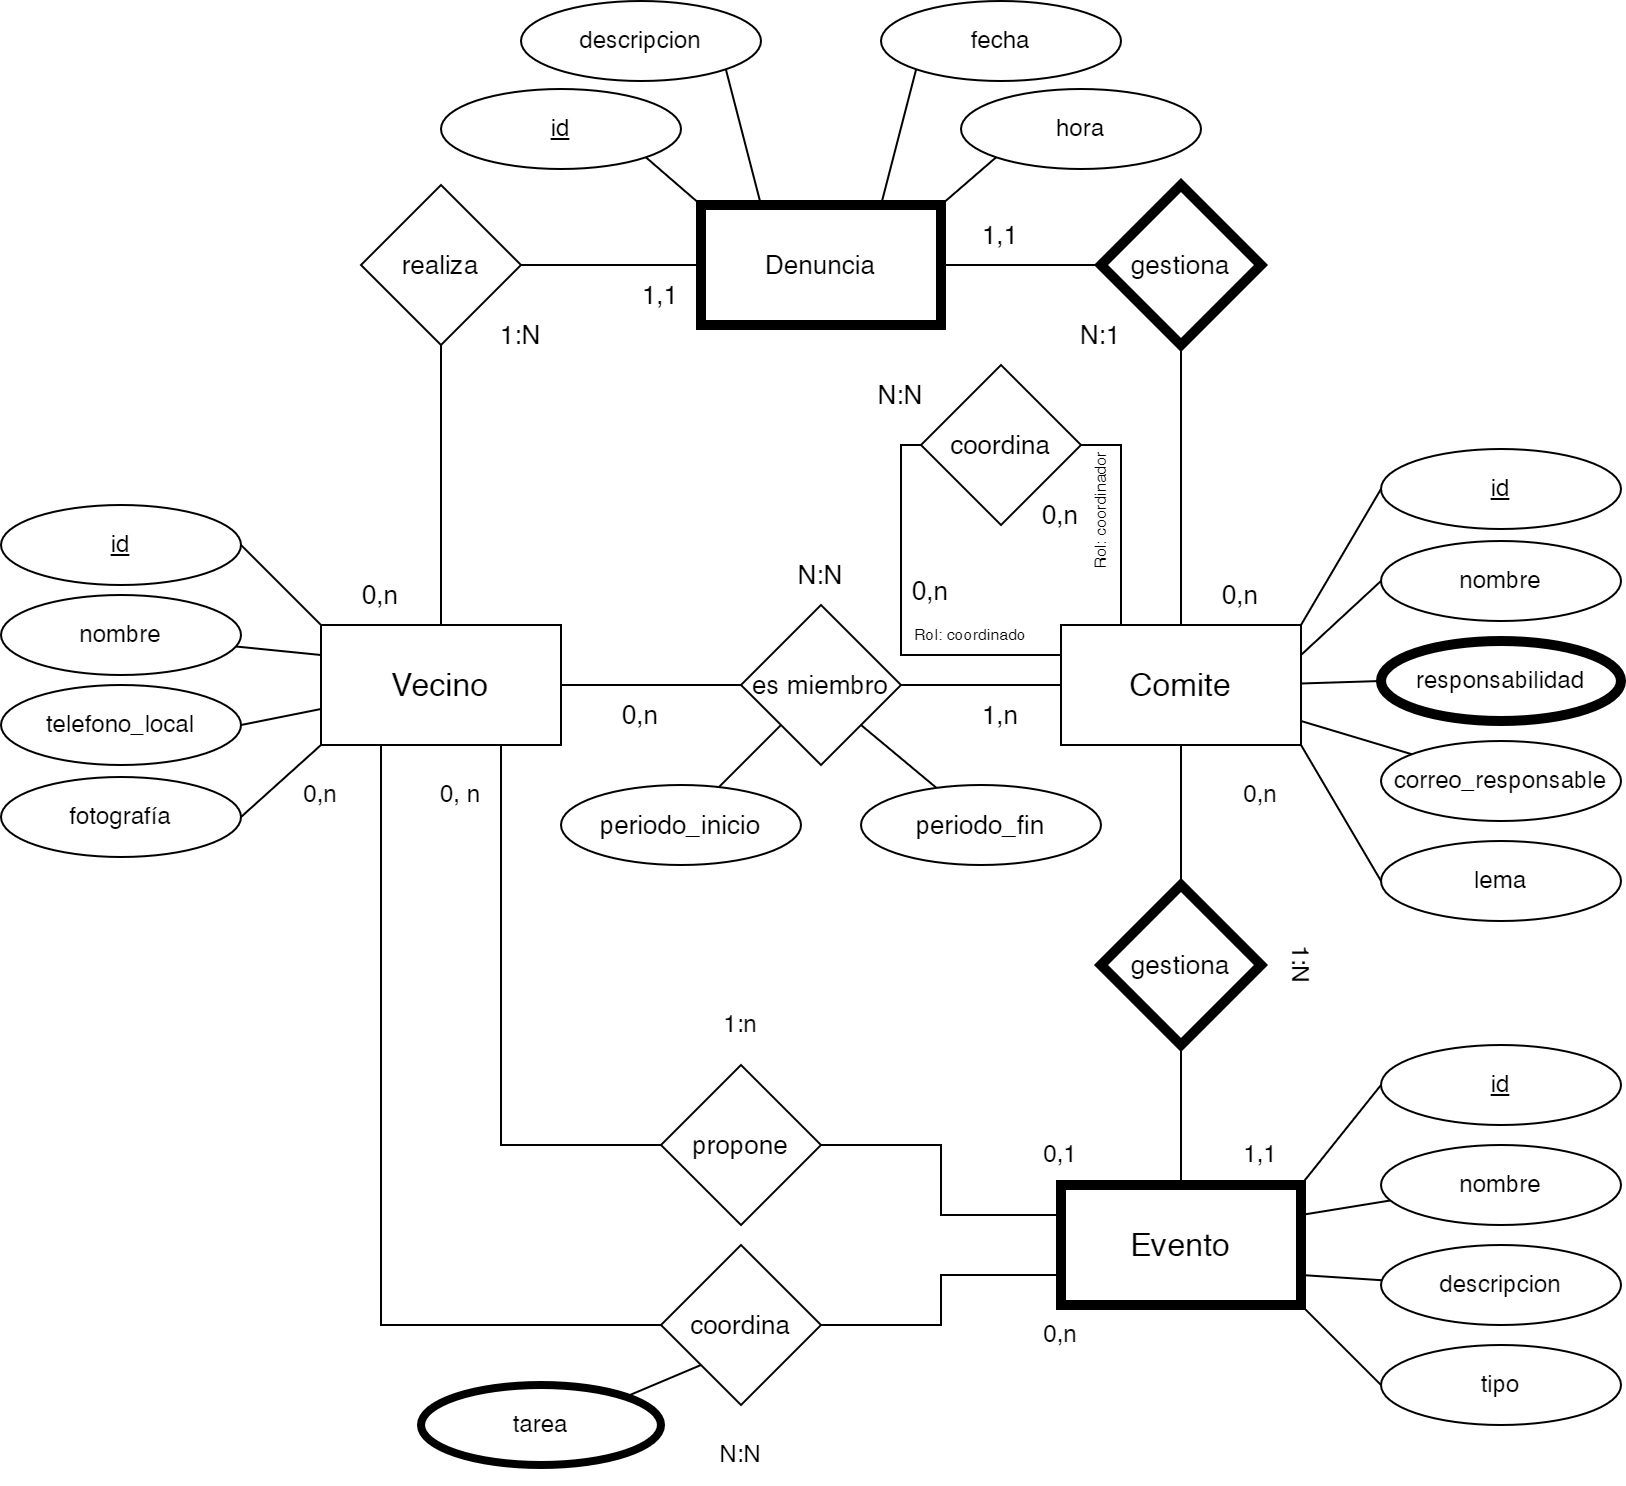 descripcion
fecha
id
hora
realiza
Denuncia
1,1
gestiona
1,1
1:N
N:1
N:N
coordina
Rol: coordinador
0,n
id
id
nombre
0,n
N:N
0,n
0,n
nombre
Rol: coordinado
Vecino
es miembro
Comite
responsabilidad
telefono_local
0,n
1,n
fotografía
0,n
0, n
periodo_inicio
periodo_fin
0,n
correo_responsable
lema
gestiona
1:N
1:n
id
propone
0,1
1,1
nombre
Evento
descripcion
coordina
0,n
tipo
tarea
N:N